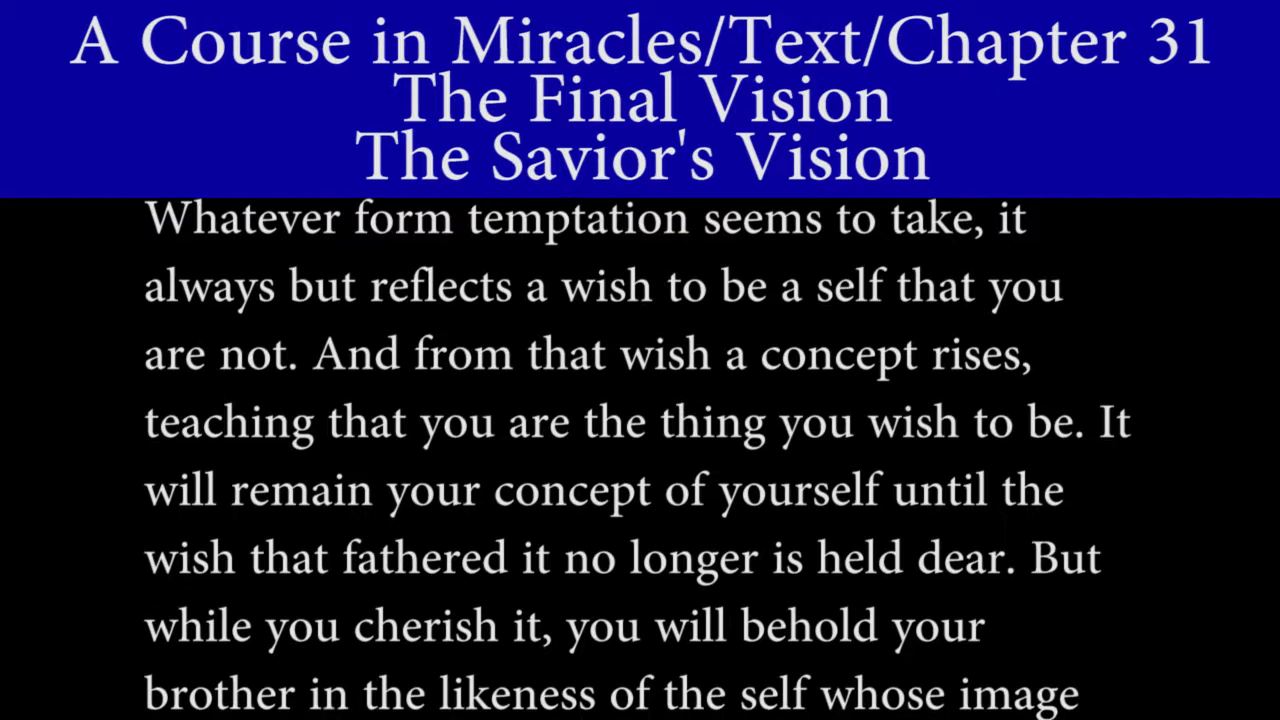 A Course in Miracles/Text/Chapter 31
The Final Vision
The Savior's Vision
Whatever form temptation seems to take, it
always but reflects a wish to be a self that you
are not. And from that wish a concept rises,
teaching that you are the thing you wish to be. It
will remain your concept of yourself until the
wish that fathered it no longer is held dear. But
while you cherish it, you will behold your
brother in the likeness of the self whose image